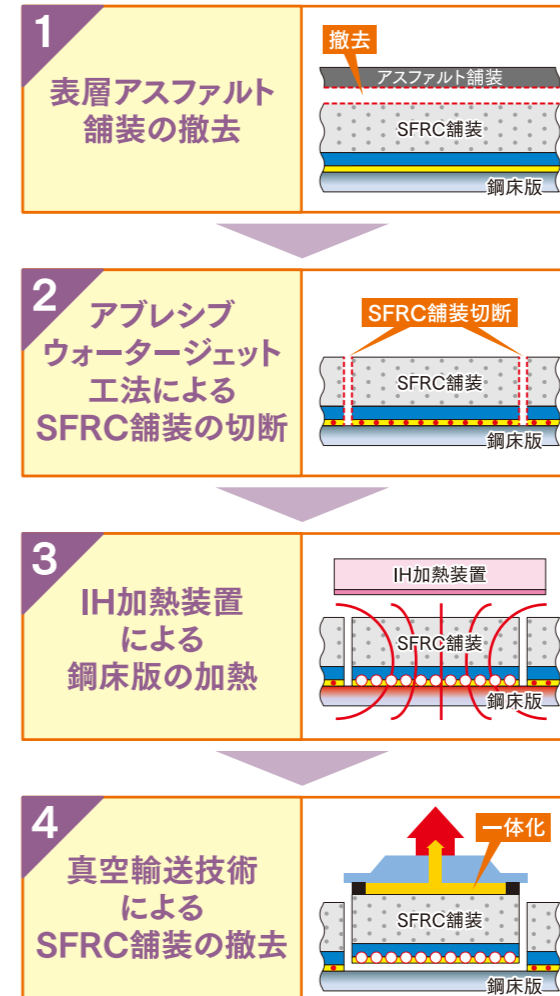 1
表層アスファルト
舗装の撤去
撤去
アスファルト舗装
SFRC舗装
鋼床版
2
アブレシブ
ウォータージェット
工法による
SFRC舗装の切断
SFRC舗装切断
SFRC舗装
鋼床版
3
IH加熱装置
による
鋼床版の加熱
IH加熱装置
SFRC舗装
鋼床版
4
真空輸送技術
による
SFRC舗装の撤去
一体化
SFRC舗装
鋼床版